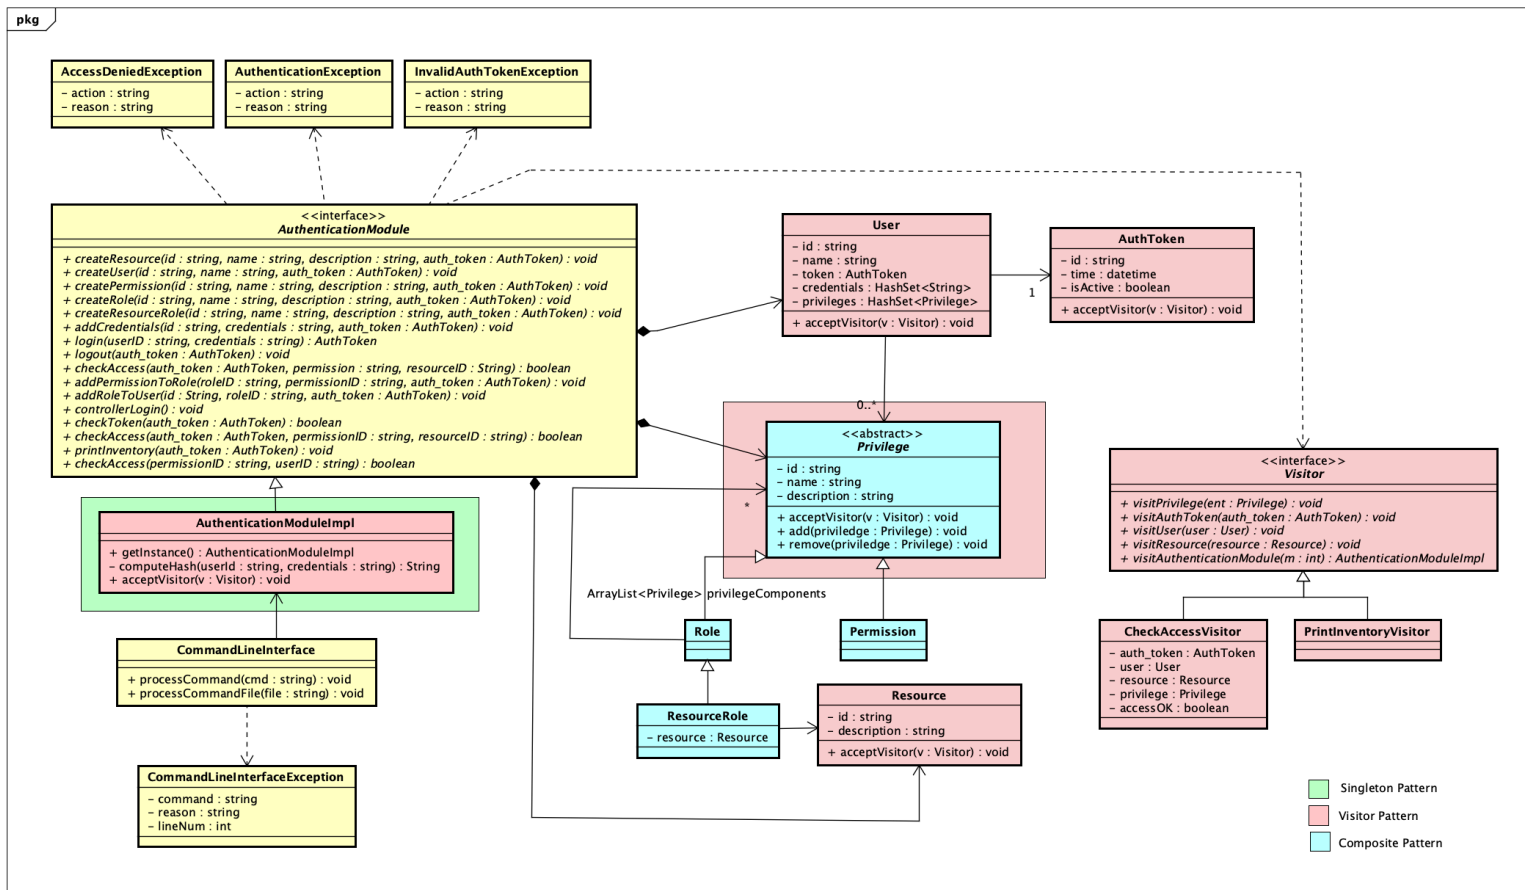 pkg
AccessDeniedException
- action : string
- reason : string
AuthenticationException
- action : string
- reason : string
InvalidAuthTokenException
- action : string
- reason : string
<<interface>>
AuthenticationModule
+ createResource(id : string, name : string, description : string, auth_token : AuthToken) : void
+ createUser(id : string, name : string, auth_token : AuthToken) : void
+ createPermission(id : string, name : string, description : string, auth_token : AuthToken) : void
+ createRole(id : string, name : string, description : string, auth_token : AuthToken) : void
+ createResourceRole(id : string, name : string, description : string, auth_token : AuthToken) : void
+ addCredentials(id : string, credentials : string, auth_token : AuthToken) : void
+ login(userID : string, credentials : string) : AuthToken
+ logout(auth_token : AuthToken) : void
+ checkAccess(auth_token : AuthToken, permission : string, resourceID : String) : boolean
+ addPermissionToRole(roleID : string, permissionID : string, auth_token : AuthToken) : void
+ addRoleToUser(id : String, roleID : string, auth_token : AuthToken) : void
+ controllerLogin() : void
+ checkToken(auth_token : AuthToken) : boolean
+ checkAccess(auth_token : AuthToken, permissionID : string, resourceID : string) : boolean
+ printInventory(auth_token : AuthToken) : void
+ checkAccess(permissionID : string, userID : string) : boolean
User
- id : string
- name : string
- token : AuthToken
- credentials : HashSet<String>
- privileges : HashSet<Privilege>
+ acceptVisitor(v : Visitor) : void
1
AuthToken
- id : string
- time : datetime
- isActive : boolean
+ acceptVisitor(v : Visitor) : void
0..*
<<abstract>>
Privilege
- id : string
- name : string
- description : string
+ acceptVisitor(v : Visitor) : void
+ add(priviledge : Privilege) : void
+ remove(priviledge : Privilege) : void
*
<<interface>>
Visitor
+ visitPrivilege(ent : Privilege) : void
+ visitAuthToken(auth_token : AuthToken) : void
+ visitUser(user : User) : void
+ visitResource(resource : Resource) : void
+ visitAuthenticationModule(m : int) : AuthenticationModuleImpl
AuthenticationModuleImpl
+ getInstance() : AuthenticationModuleImpl
- computeHash(userId : string, credentials : string) : String
+ acceptVisitor(v : Visitor) : void
ArrayList<Privilege> privilegeComponents
Role
Permission
CheckAccessVisitor
- auth_token : AuthToken
- user : User
- resource : Resource
- privilege : Privilege
- accessOK : boolean
PrintInventoryVisitor
CommandLineInterface
+ processCommand(cmd : string) : void
+ processCommandFile(file : string) : void
ResourceRole
- resource : Resource
Resource
- id : string
- description : string
+ acceptVisitor(v : Visitor) : void
CommandLineInterfaceException
- command : string
- reason : string
- lineNum : int
Singleton Pattern
Visitor Pattern
Composite Pattern